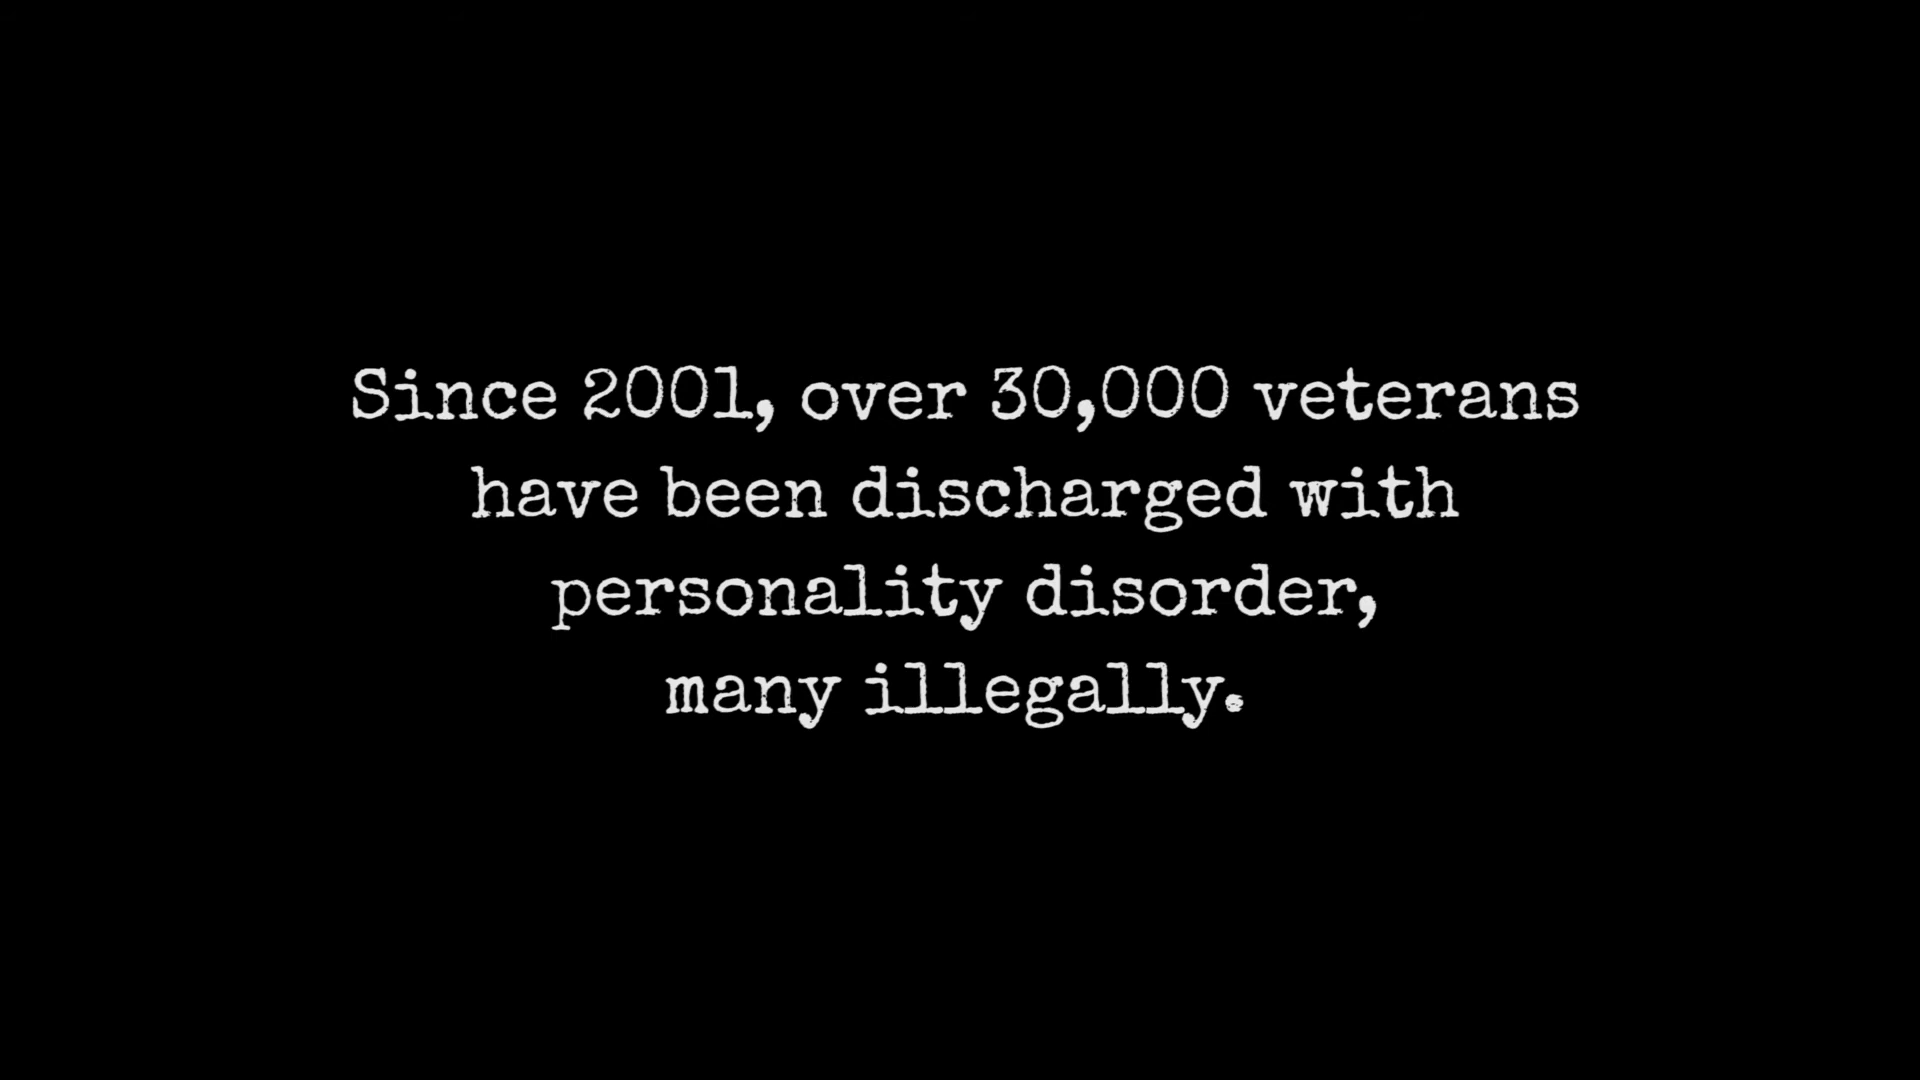 Since 2001, over 30,000 veterans
have been discharged with
personality disorder,
many illegally.